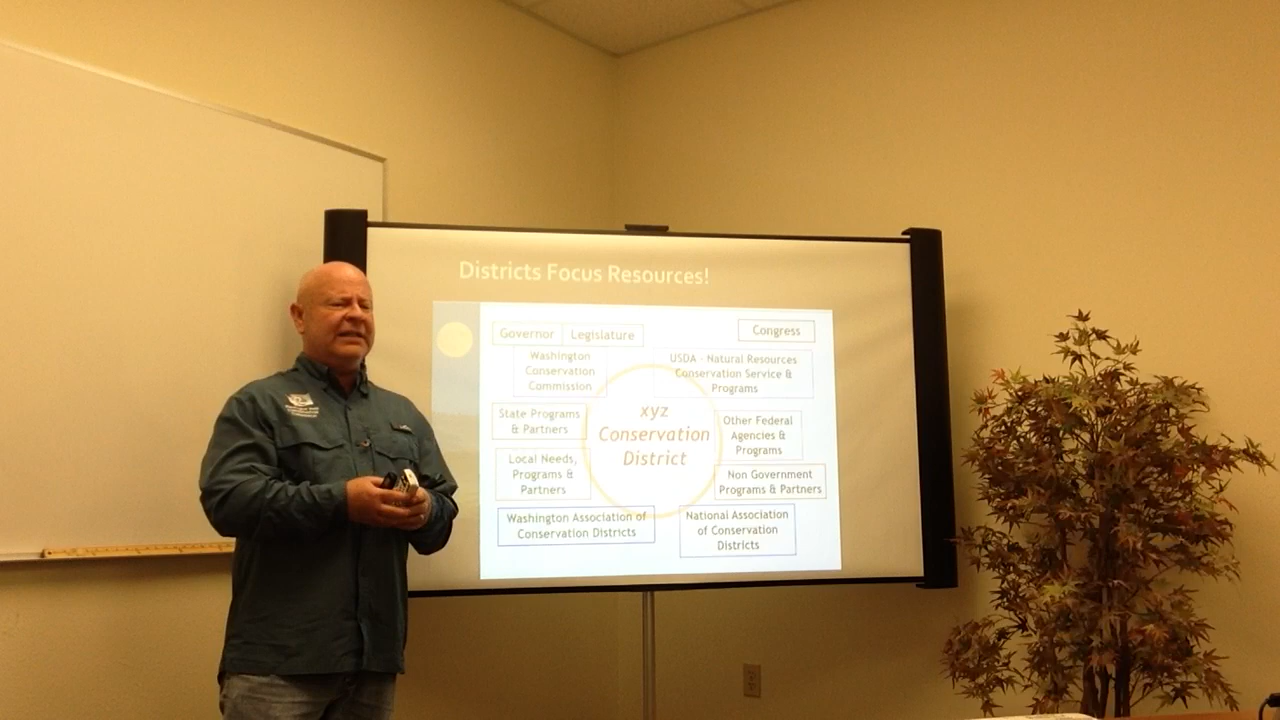 Districts Focus Resources!
Governor
Legislature
Congress
Washington
Conservation
Commission
USDA - Natural Resources
Conservation Service &
Programs
State Programs
& Partners
xyz
Conservation
District
Other Federal
Agencies &
Programs
Local Needs,
Programs &
Partners
Non Government
Programs & Partners
Washington Association of
Conservation Districts
National Association
of Conservation
Districts